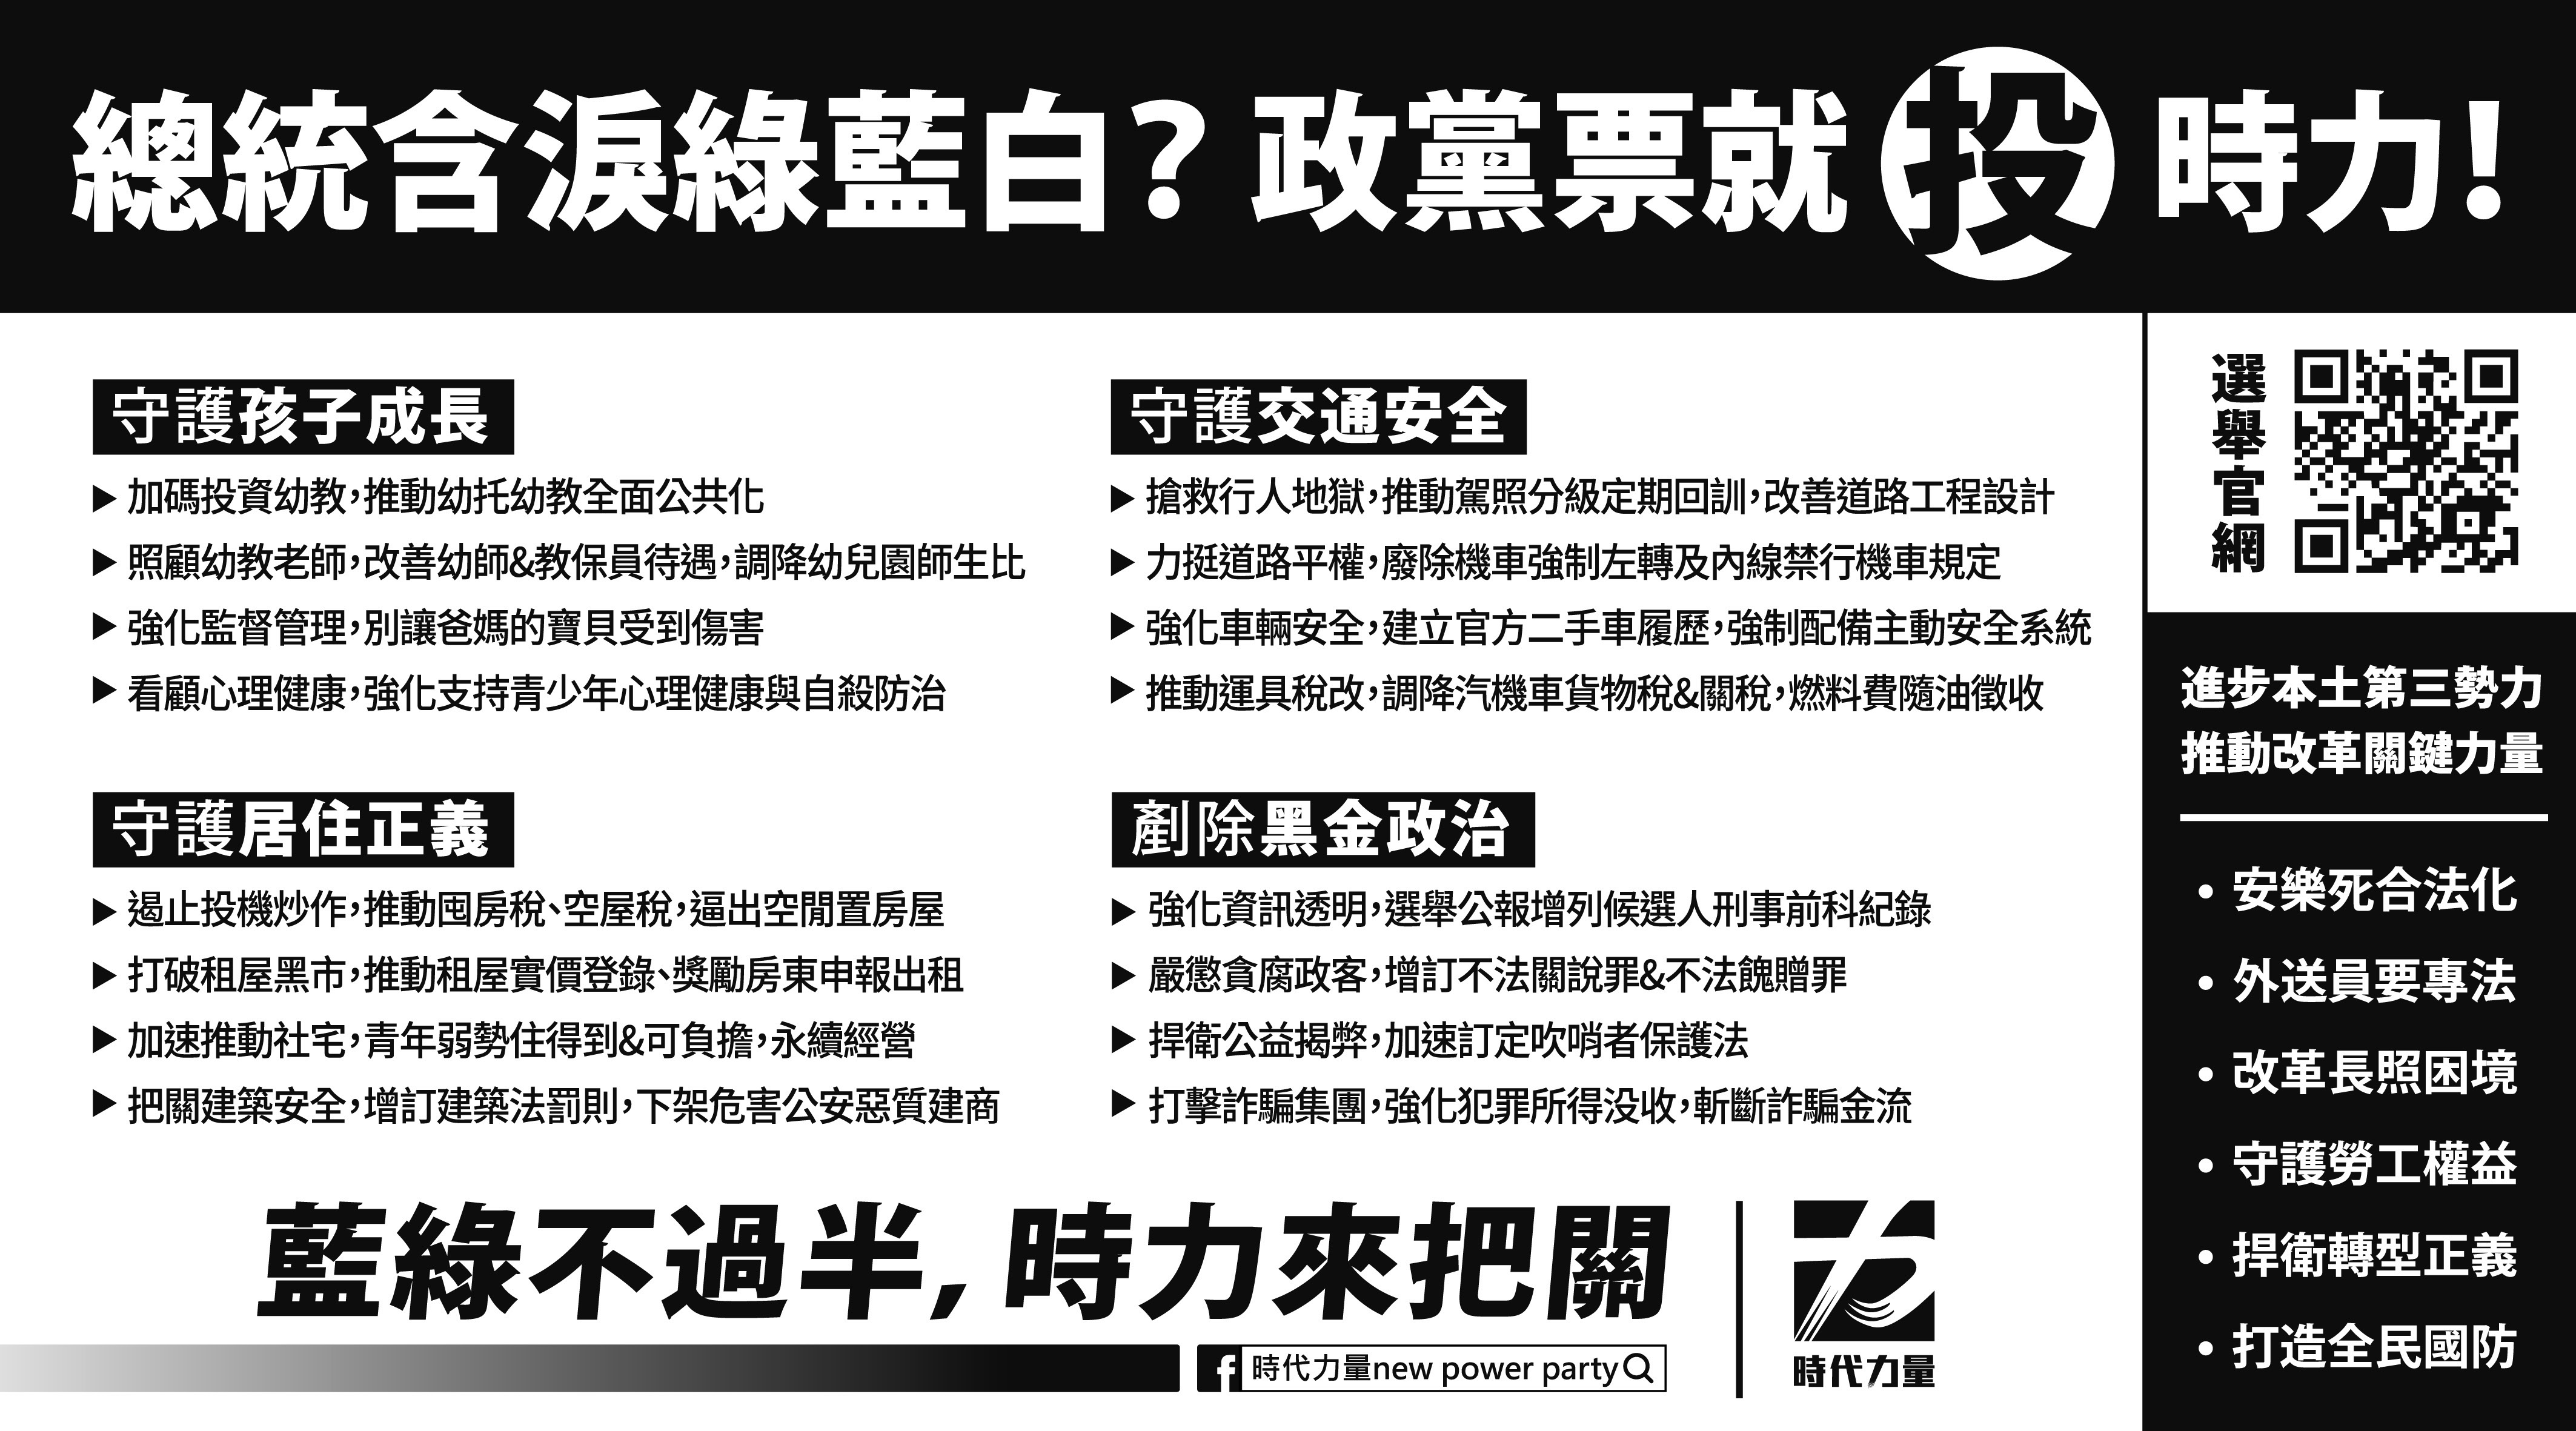 總統含淚綠藍白？政黨票就投時力！
守護孩子成長
▶ 加碼投資幼教，推動幼托幼教全面公共化
▶ 照顧幼教老師，改善幼師&教保員待遇，調降幼兒園師生比
▶ 強化監督管理，別讓爸媽的寶貝受到傷害
▶ 看顧心理健康，強化支持青少年心理健康與自殺防治
守護交通安全
▶ 搶救行人地獄，推動駕照分級定期回訓，改善道路工程設計
▶ 力挺道路平權，廢除機車強制左轉及內線禁行機車規定
▶ 強化車輛安全，建立官方二手車履歷，強制配備主動安全系統
▶ 推動運具稅改，調降汽機車貨物稅&關稅，燃料費隨油徵收
守護居住正義
▶ 遏止投機炒作，推動囤房稅、空屋稅，逼出空閒置房屋
▶ 打破租屋黑市，推動租屋實價登錄、獎勵房東申報出租
▶ 加速推動社宅，青年弱勢住得到&可負擔，永續經營
▶ 把關建築安全，增訂建築法罰則，下架危害公安惡質建商
剷除黑金政治
▶ 強化資訊透明，選舉公報增列候選人刑事前科紀錄
▶ 嚴懲貪腐政客，增訂不法關說罪&不法餽贈罪
▶ 捍衛公益揭弊，加速訂定吹哨者保護法
▶ 打擊詐騙集團，強化犯罪所得沒收，斬斷詐騙金流
藍綠不過半，時力來把關
時代力量new power party
時代力量
選舉官網
進步本土第三勢力
推動改革關鍵力量
• 安樂死合法化
• 外送員要專法
• 改革長照困境
• 守護勞工權益
• 捍衛轉型正義
• 打造全民國防